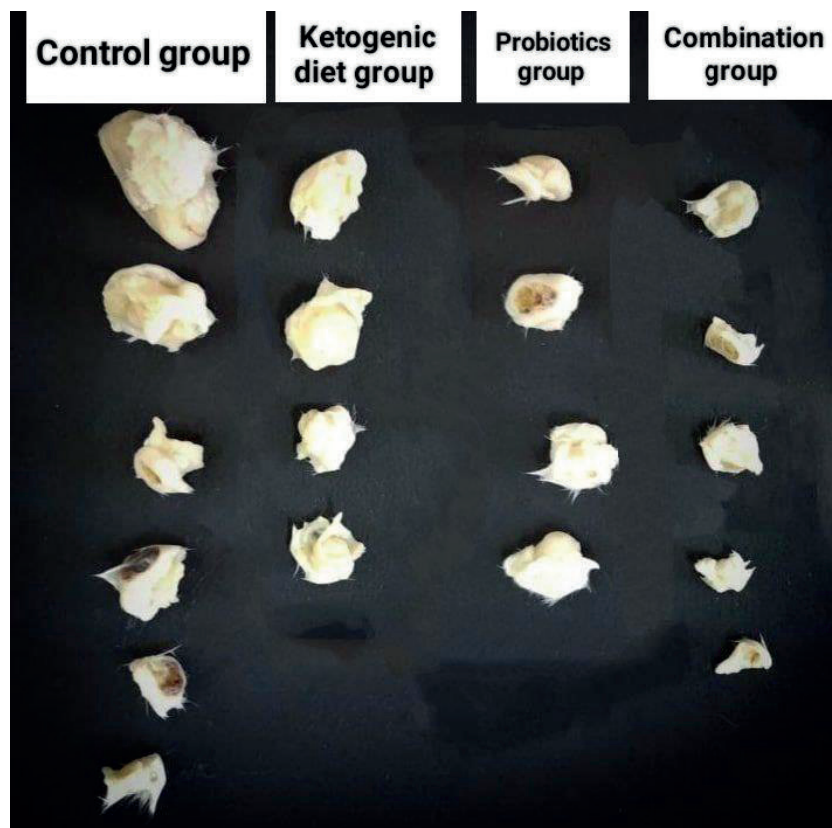 Control group
Ketogenic
diet group
Probiotics
group
Combination
group